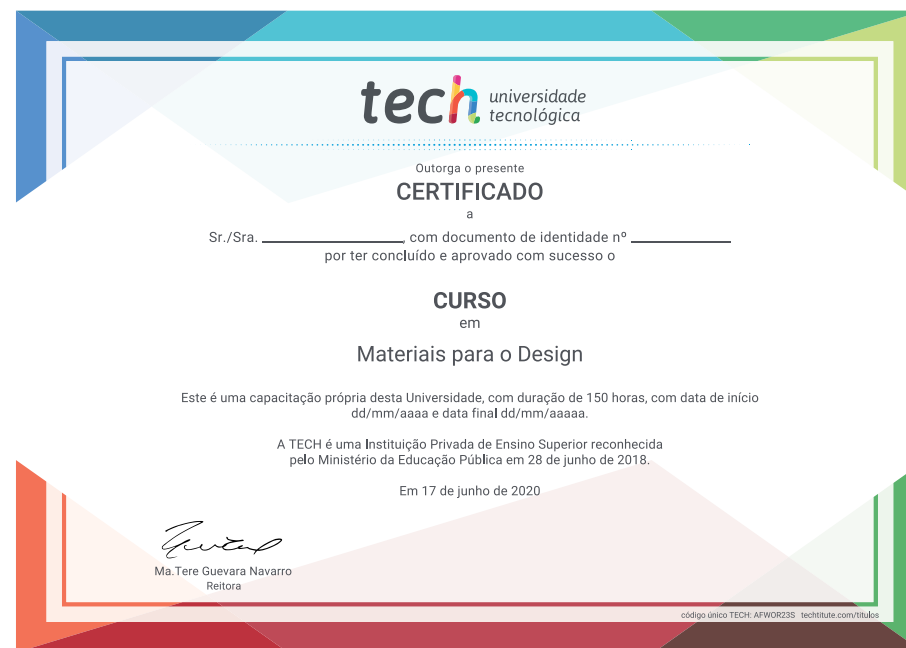 tech universidade
tecnológica
Outorga o presente
CERTIFICADO
a
Sr./Sra. ____________, com documento de identidade nº ____________
por ter concluído e aprovado com sucesso o
CURSO
em
Materiais para o Design
Este é uma capacitação própria desta Universidade, com duração de 150 horas, com data de início
dd/mm/aaaa e data final dd/mm/aaaaa.
A TECH é uma Instituição Privada de Ensino Superior reconhecida
pelo Ministério da Educação Pública em 28 de junho de 2018.
Em 17 de junho de 2020
Ma.Tere Guevara Navarro
Reitora
código único TECH: AFWOR23S techtitute.com/titulos